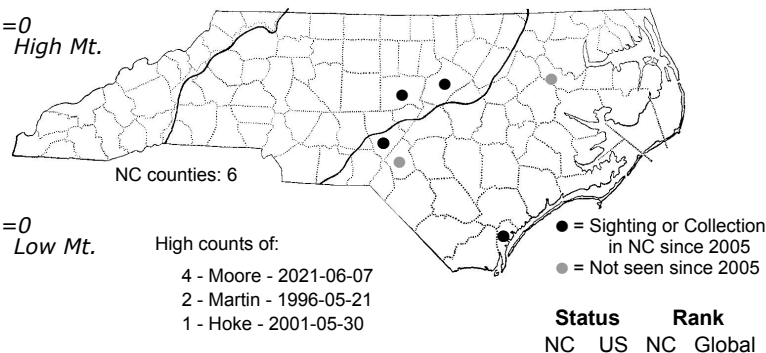 =0
High Mt.
NC counties: 6
=0
Low Mt.
High counts of:
4 - Moore - 2021-06-07
2 - Martin - 1996-05-21
1 - Hoke - 2001-05-30
● = Sighting or Collection
in NC since 2005
● = Not seen since 2005
Status Rank
NC US NC Global